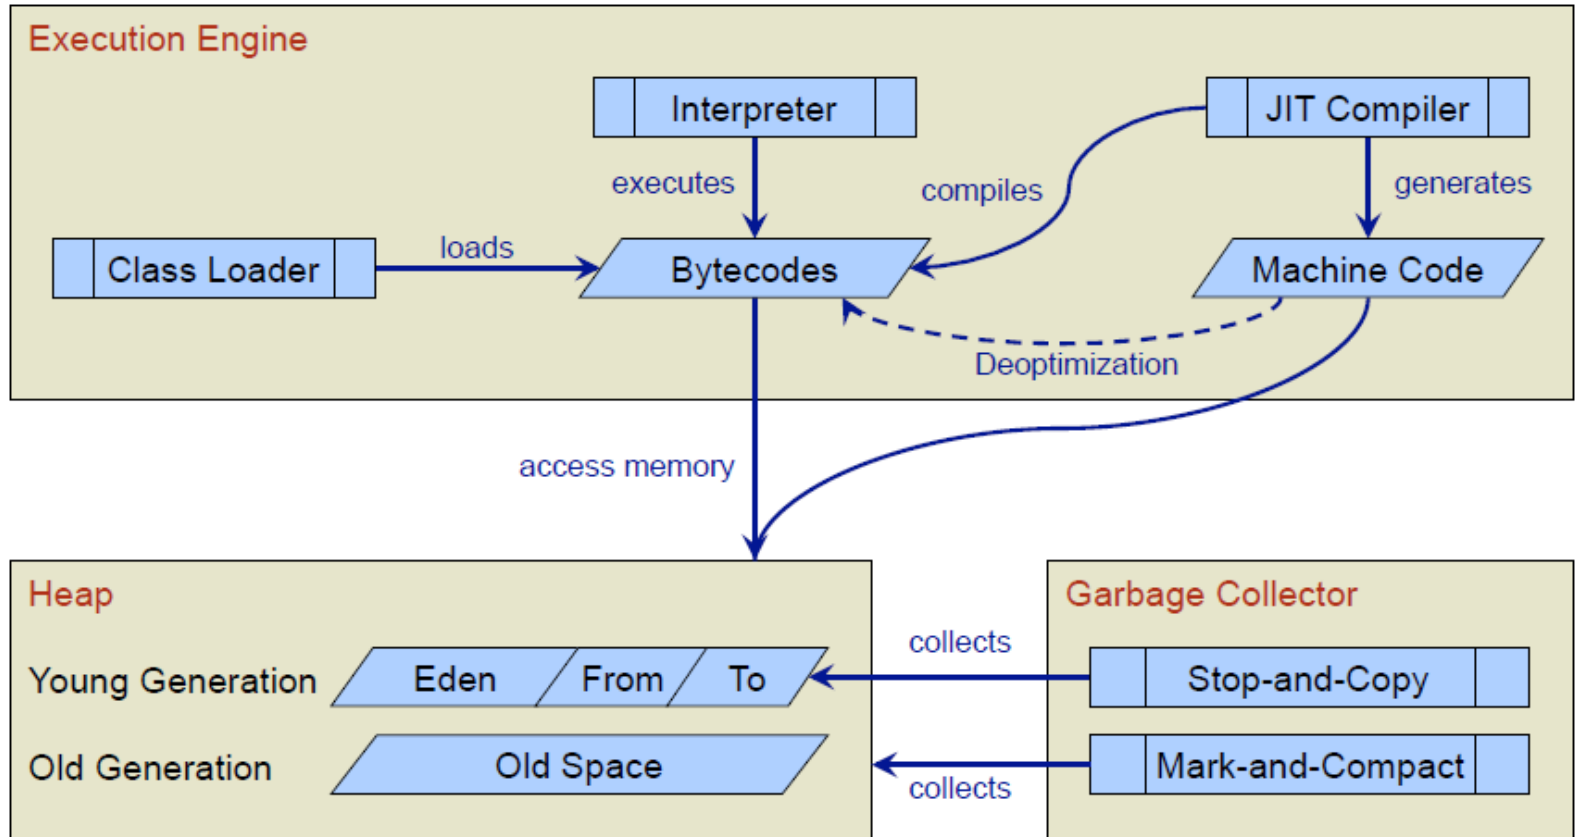 Execution Engine
Interpreter
JIT Compiler
executes
compiles
generates
Class Loader
loads
Bytecodes
Machine Code
Deoptimization
access memory
Heap
Garbage Collector
Young Generation
Eden
From
To
collects
Stop-and-Copy
Old Generation
Old Space
collects
Mark-and-Compact